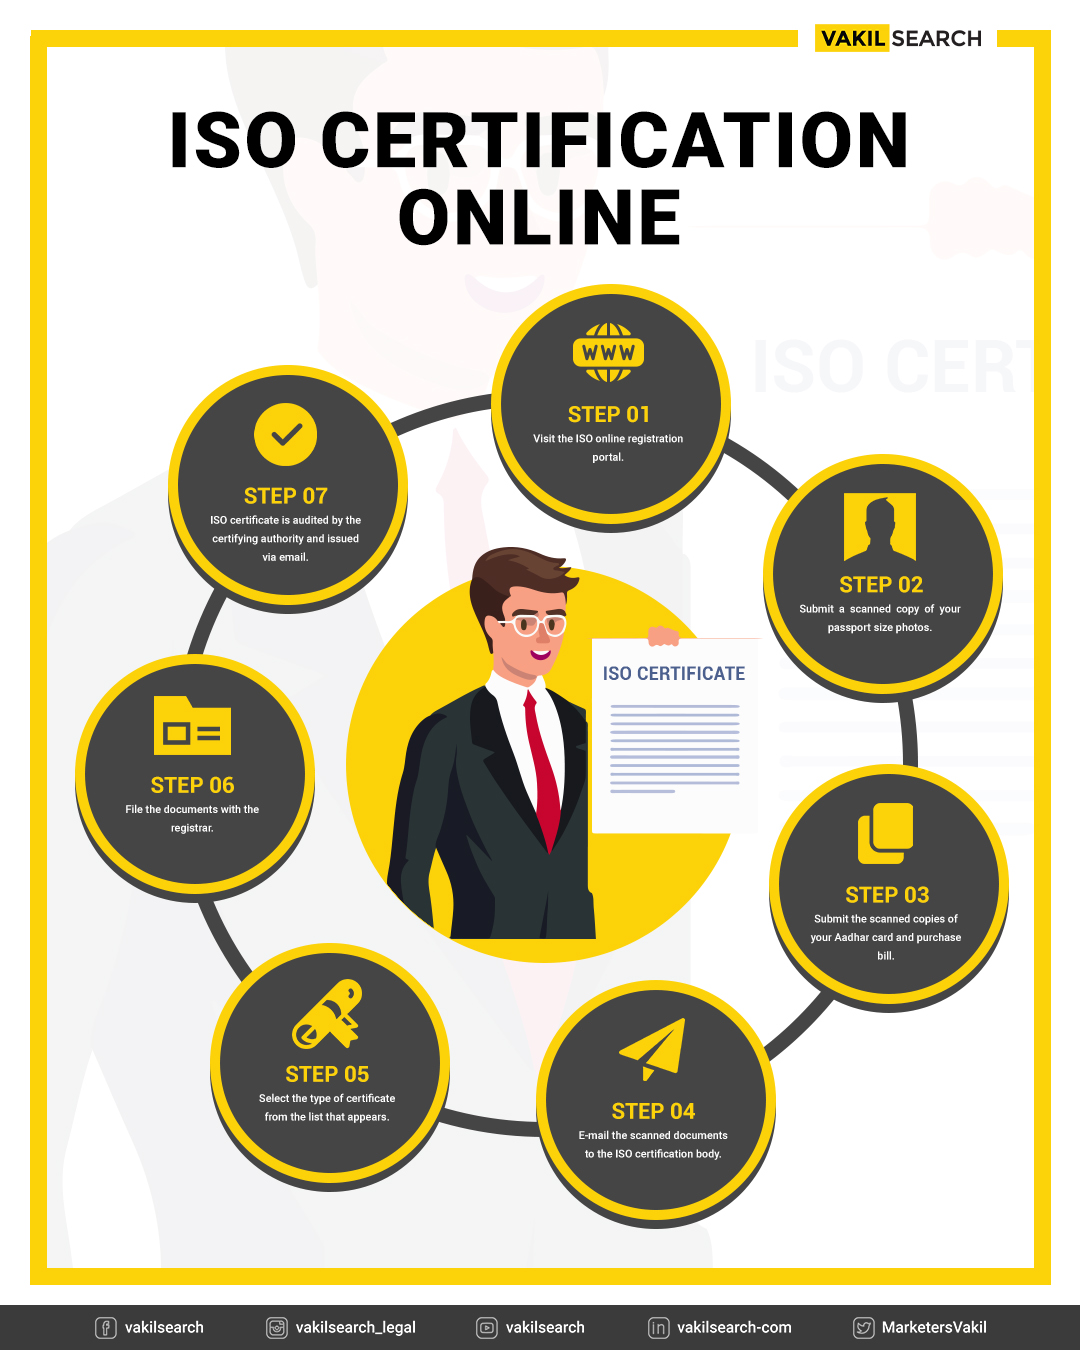 VAKILSEARCH
ISO CERTIFICATION
ONLINE
WWW
STEP 01
Visit the ISO online registration
portal.
STEP 02
Submit a scanned copy of your
passport size photos.
STEP 03
Submit the scanned copies of
your Aadhar card and purchase
bill.
STEP 04
E-mail the scanned documents
to the ISO certification body.
STEP 05
Select the type of certificate
from the list that appears.
STEP 06
File the documents with the
registrar.
STEP 07
ISO certificate is audited by the
certifying authority and issued
via email.
ISO CERTIFICATE
ISO CERT
vakilsearch
vakilsearch_legal
vakilsearch
vakilsearch-com
MarketersVakil